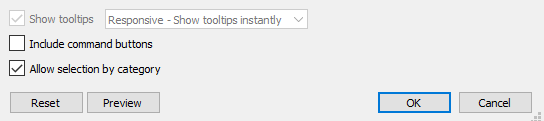 Show tooltips Responsive - Show tooltips instantly
Include command buttons
Allow selection by category
Reset Preview OK Cancel